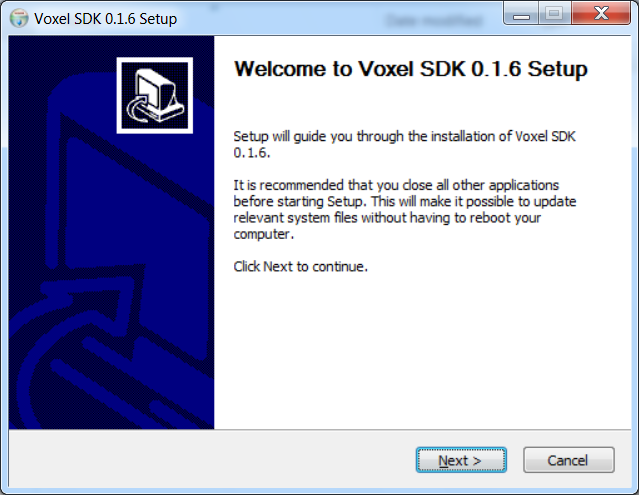 Voxel SDK 0.1.6 Setup
Date modified
Welcome to Voxel SDK 0.1.6 Setup
Setup will guide you through the installation of Voxel SDK
0.1.6.
It is recommended that you close all other applications
before starting Setup. This will make it possible to update
relevant system files without having to reboot your
computer.
Click Next to continue.
Next >
Cancel